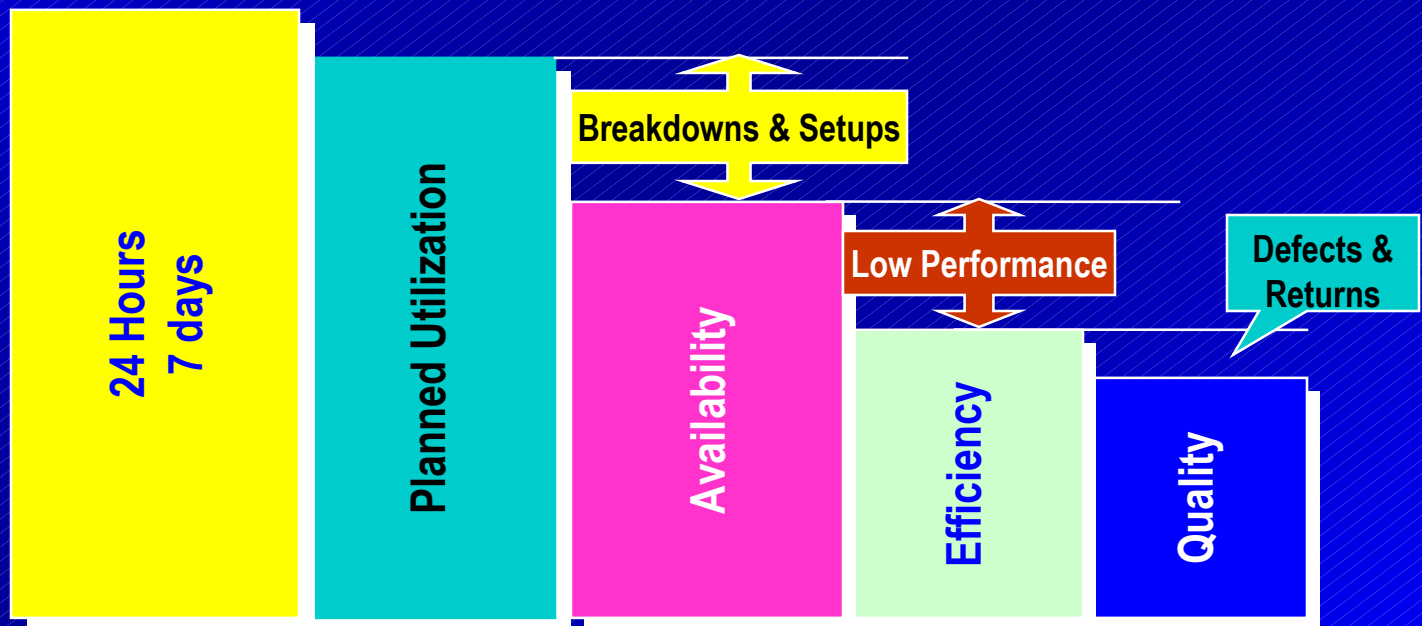 24 Hours
7 days
Planned Utilization
Breakdowns & Setups
Availability
Low Performance
Efficiency
Defects &
Returns
Quality